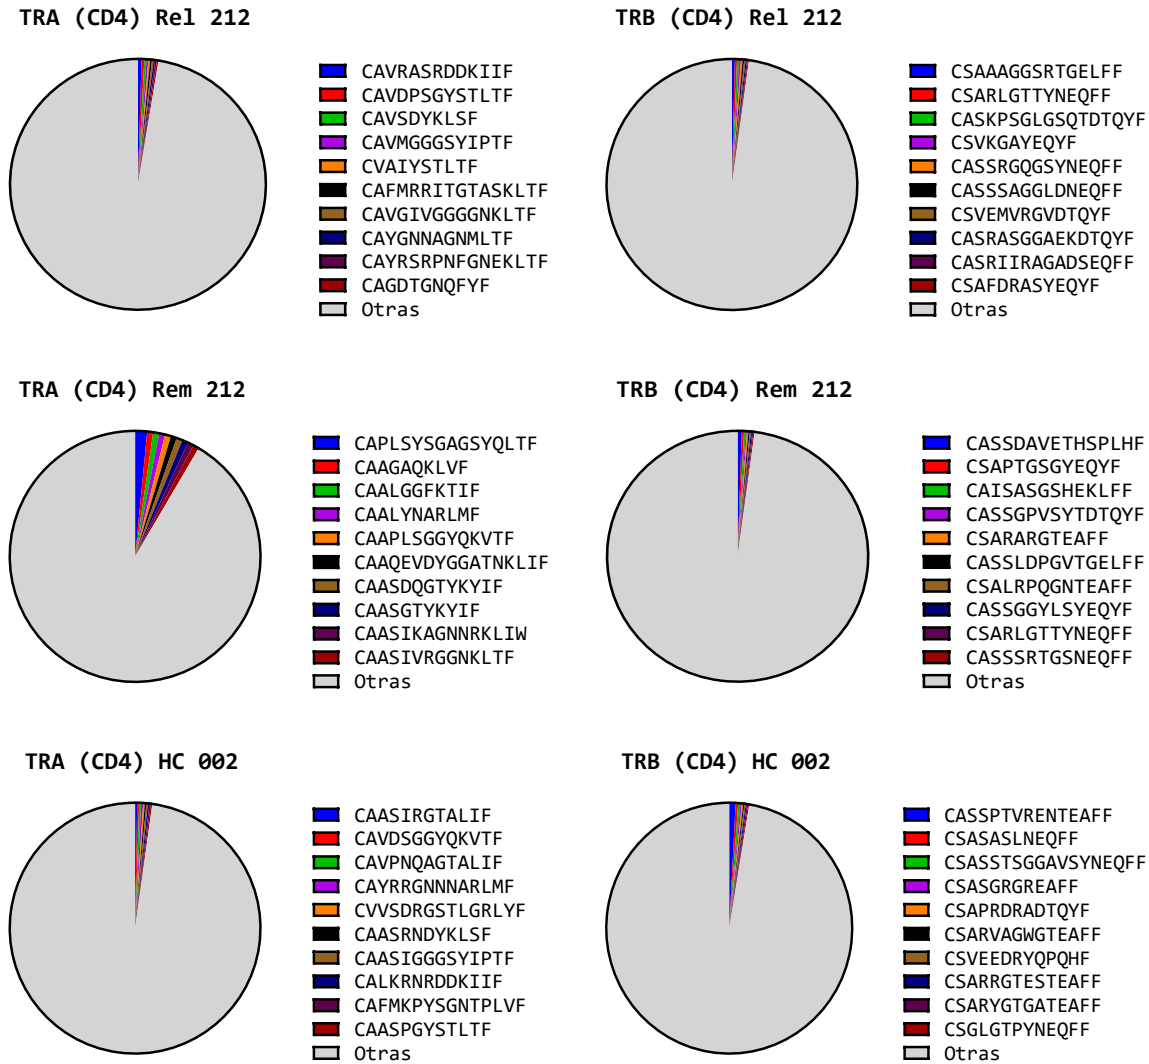 TRA (CD4) Rel 212
CAVRASRDDKIIF
CAVDPSGYSTLTF
CAVSDYKLSF
CAVMGGGSYIPTF
CVAIYSTLTF
CAFMRRITGTASKLTF
CAVGIVGGGGNKLTF
CAYGNNAGNMLTF
CAYRSRPNFGNEKLTF
CAGDTGNQFYF
Otras
TRB (CD4) Rel 212
CSAAAGGSRTGELFF
CSARLGTTYNEQFF
CASKPSGLGSQTDTQYF
CSVKGAYEQYF
CASSRGQGSYNEQFF
CASSSAGGLDNEQFF
CSVEMVRGVDTQYF
CASRASGGAEKDTQYF
CASRIIRAGADSEQFF
CSAFDRASYEQYF
Otras
TRA (CD4) Rem 212
CAPLSYSGAGSYQLTF
CAAGAQKLVF
CAALGGFKTIF
CAALYNARLMF
CAAPLSGGYQKVTF
CAAQEVDYGGATNKLIF
CAASDQGTYKYIF
CAASGTYKYIF
CAASIKAGNNRKLIW
CAASIVRGGNKLTF
Otras
TRB (CD4) Rem 212
CASSDAVETHSPLHF
CSAPTGSGYEQYF
CAISASGSHEKLFF
CASSGPVSYTDTQYF
CSARARGTEAFF
CASSLDPGVTGELFF
CSALRPQGNTEAFF
CASSGGYLSYEQYF
CSARLGTTYNEQFF
CASSSRTGSNEQFF
Otras
TRA (CD4) HC 002
CAASIRGTALIF
CAVDSGGYQKVTF
CAVPNQAGTALIF
CAYRRGNNNARLMF
CVVSDRGSTLGRLYF
CAASRNDYKLSF
CAASIGGGSYIPTF
CALKRNRDDKIIF
CAFMKPYSGNTPLVF
CAASPGYSTLTF
Otras
TRB (CD4) HC 002
CASSPTVRENTEAFF
CSASASLNEQFF
CSASSTSGGAVSYNEQFF
CSASGRGREAFF
CSAPRDRADTQYF
CSARVAGWGTEAFF
CSVEEDRYQPQHF
CSARRGTESTEAFF
CSARYGTGATEAFF
CSGLGTPYNEQFF
Otras